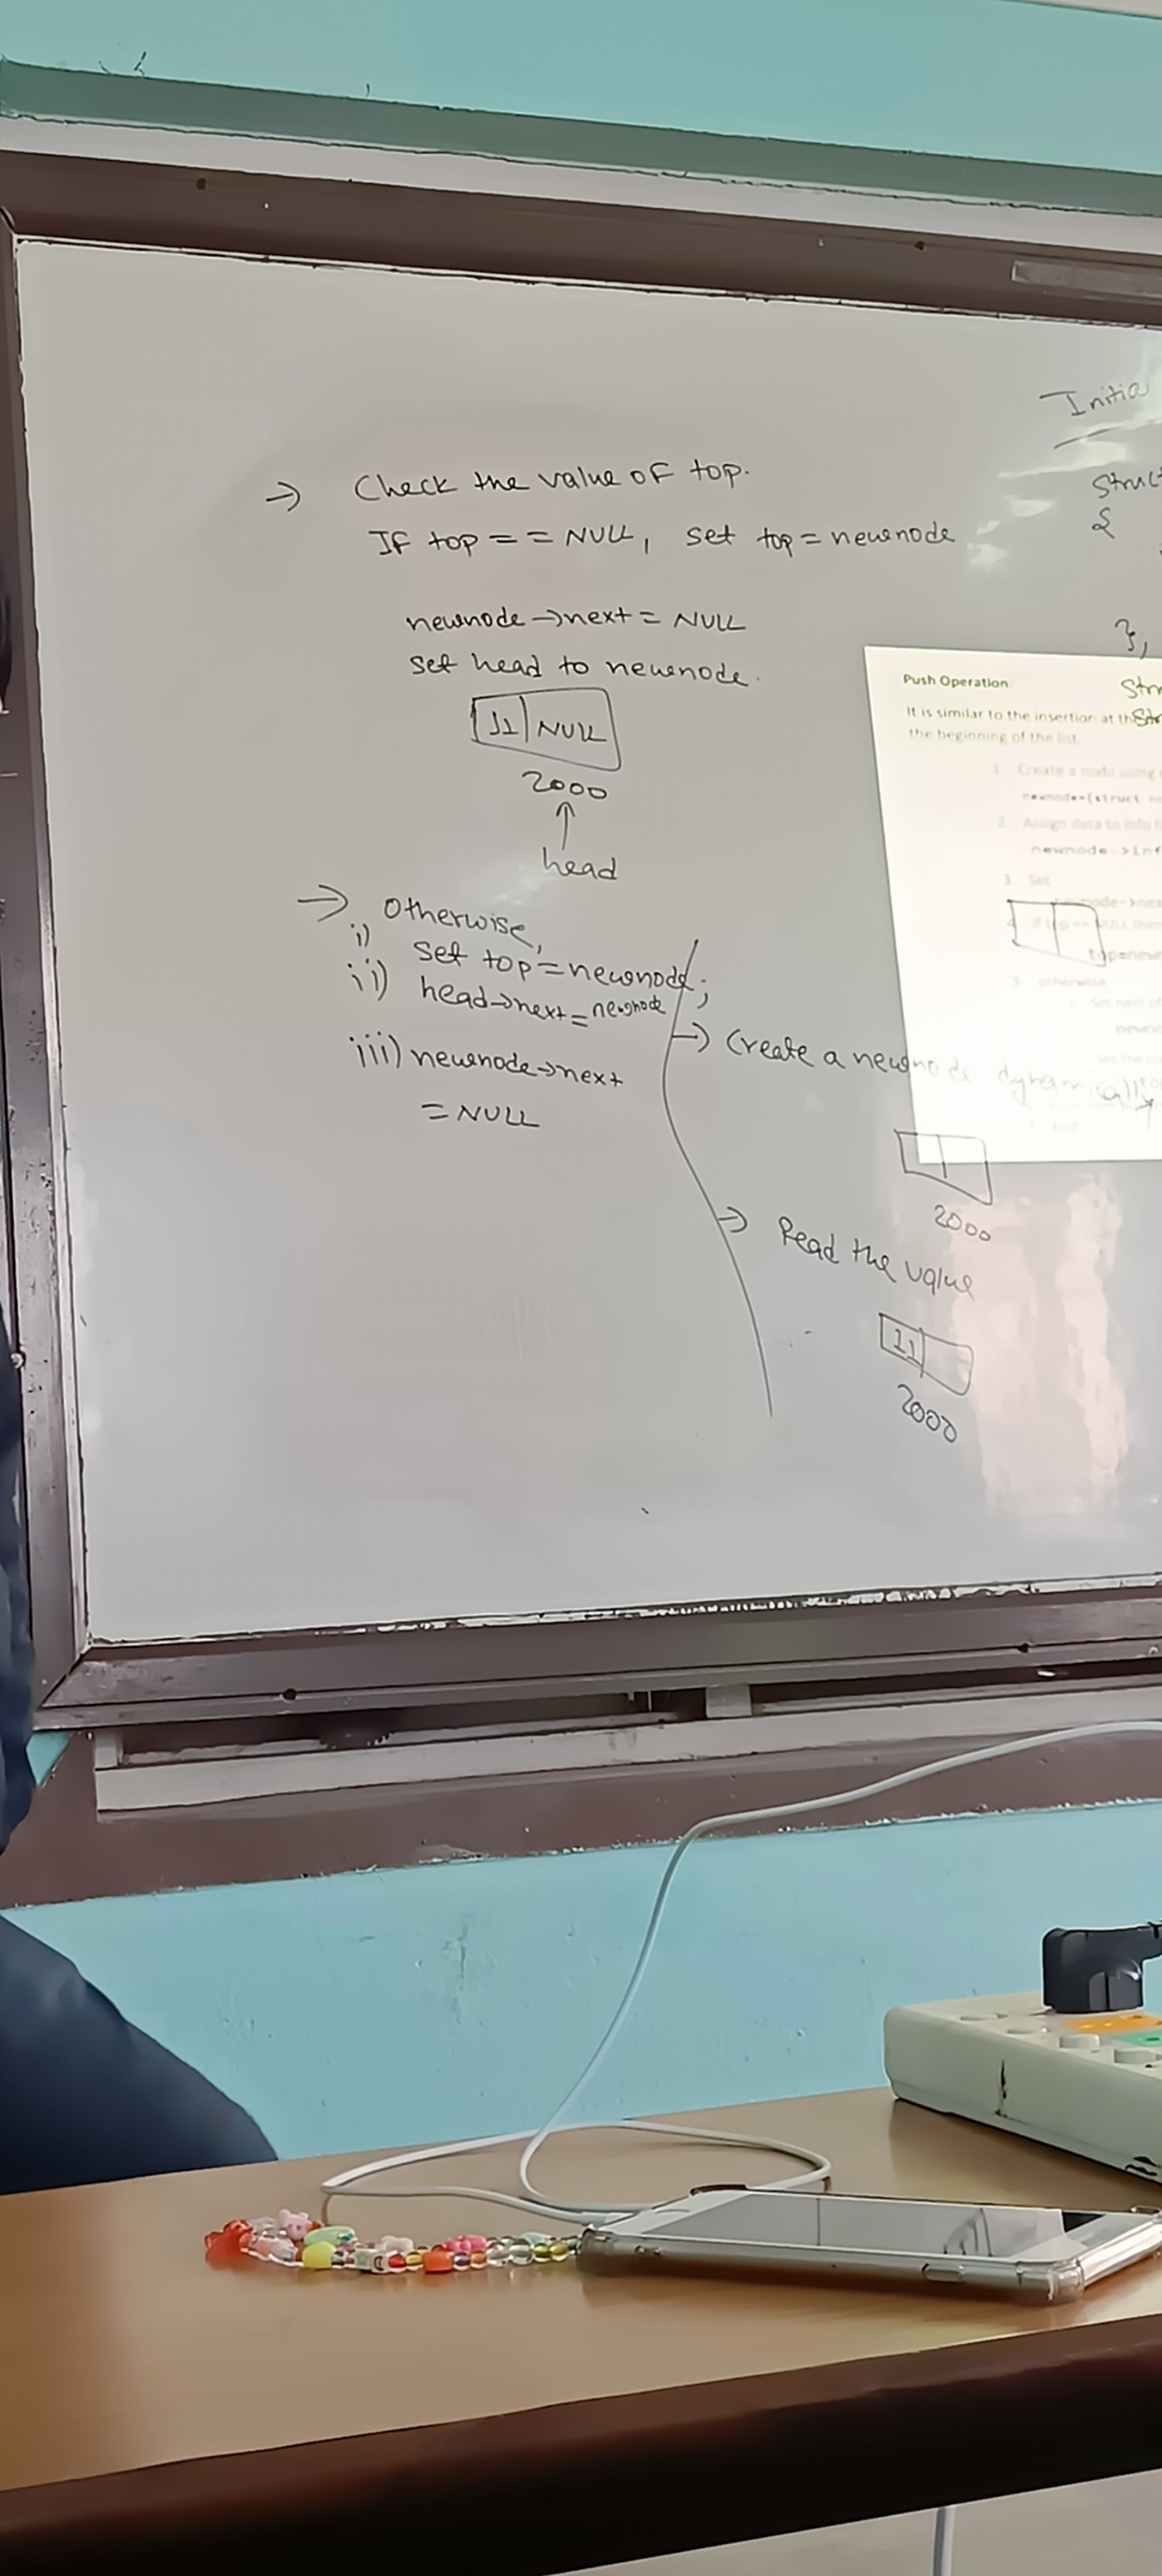 → Check the value of top.
If top == NULL, set top = newnode
newnode→next = NULL
set head to newnode.
11 | NULL
2000
↑
head
→ Otherwise,
i) set top = newnode;
ii) head→next = newnode;
iii) newnode→next
= NULL
→ Create a newnode dynamically
2000
→ Read the value
11
2000
Initia
Struct
{
};
Push Operation
It is similar to the insertion at th
the beginning of the list.
1. Create a node using
newnode=(struct no
2. Assign data to info f
newnode->inf
3. Set
node->nex
4. If top == NULL then
top=new
5. otherwise
Set next of
newno
Set the to
End